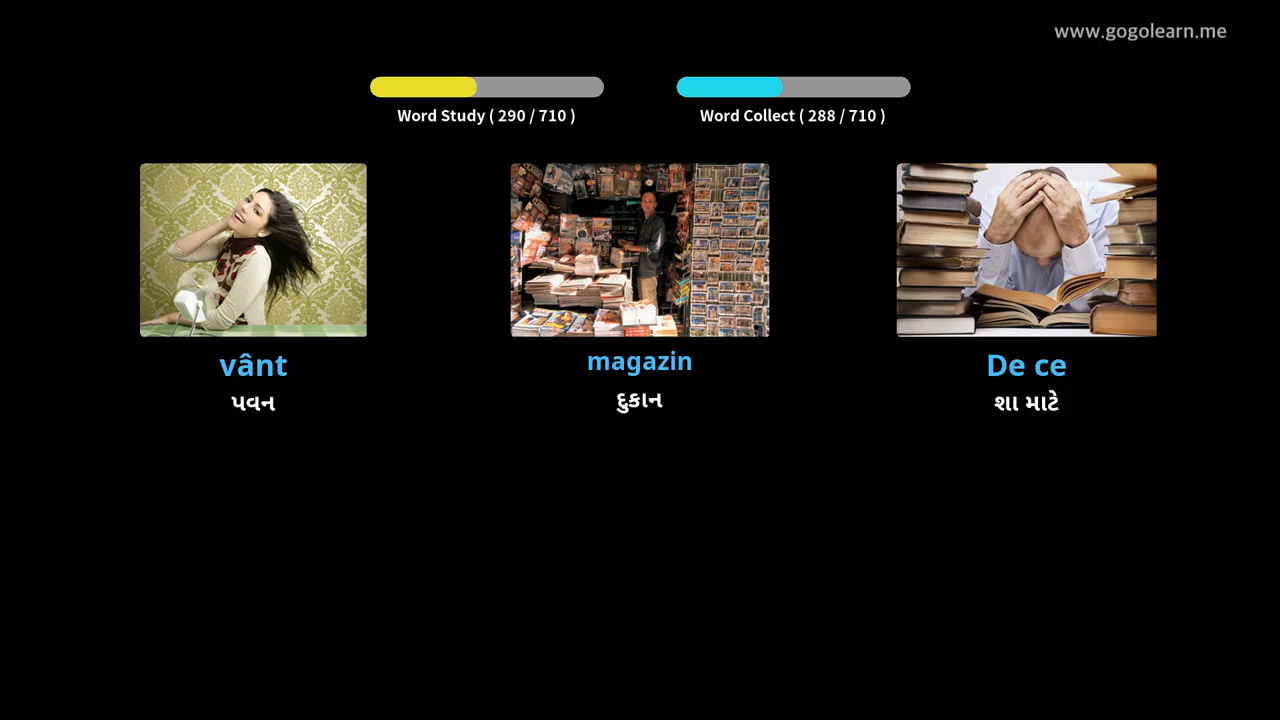 www.gogolearn.me
Word Study ( 290 / 710 )
Word Collect ( 288 / 710 )
vânt
પવન
magazin
દુકાન
De ce
શા માટે